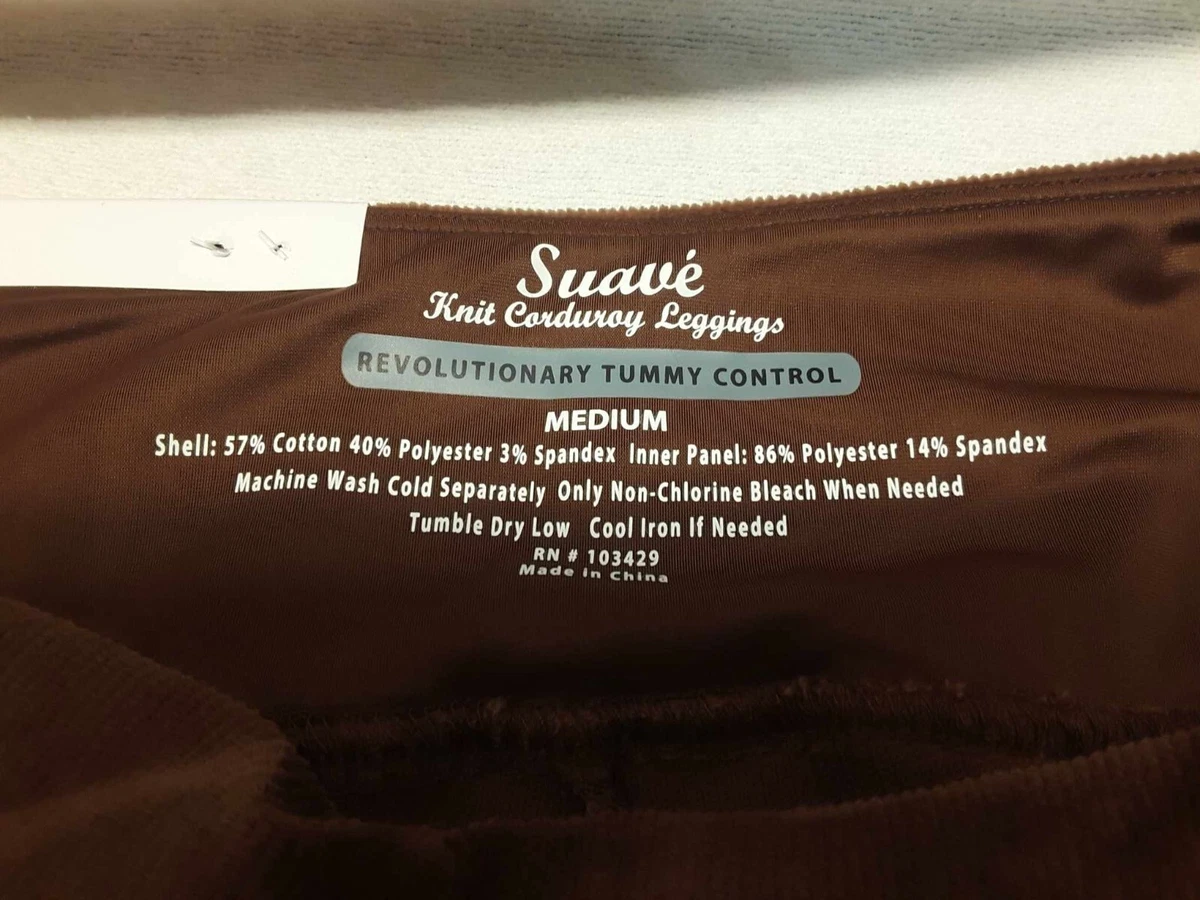 Suavé
Knit Corduroy Leggings
REVOLUTIONARY TUMMY CONTROL
MEDIUM
Shell: 57% Cotton 40% Polyester 3% Spandex Inner Panel: 86% Polyester 14% Spandex
Machine Wash Cold Separately Only Non-Chlorine Bleach When Needed
Tumble Dry Low Cool Iron If Needed
RN # 103429
Made in China